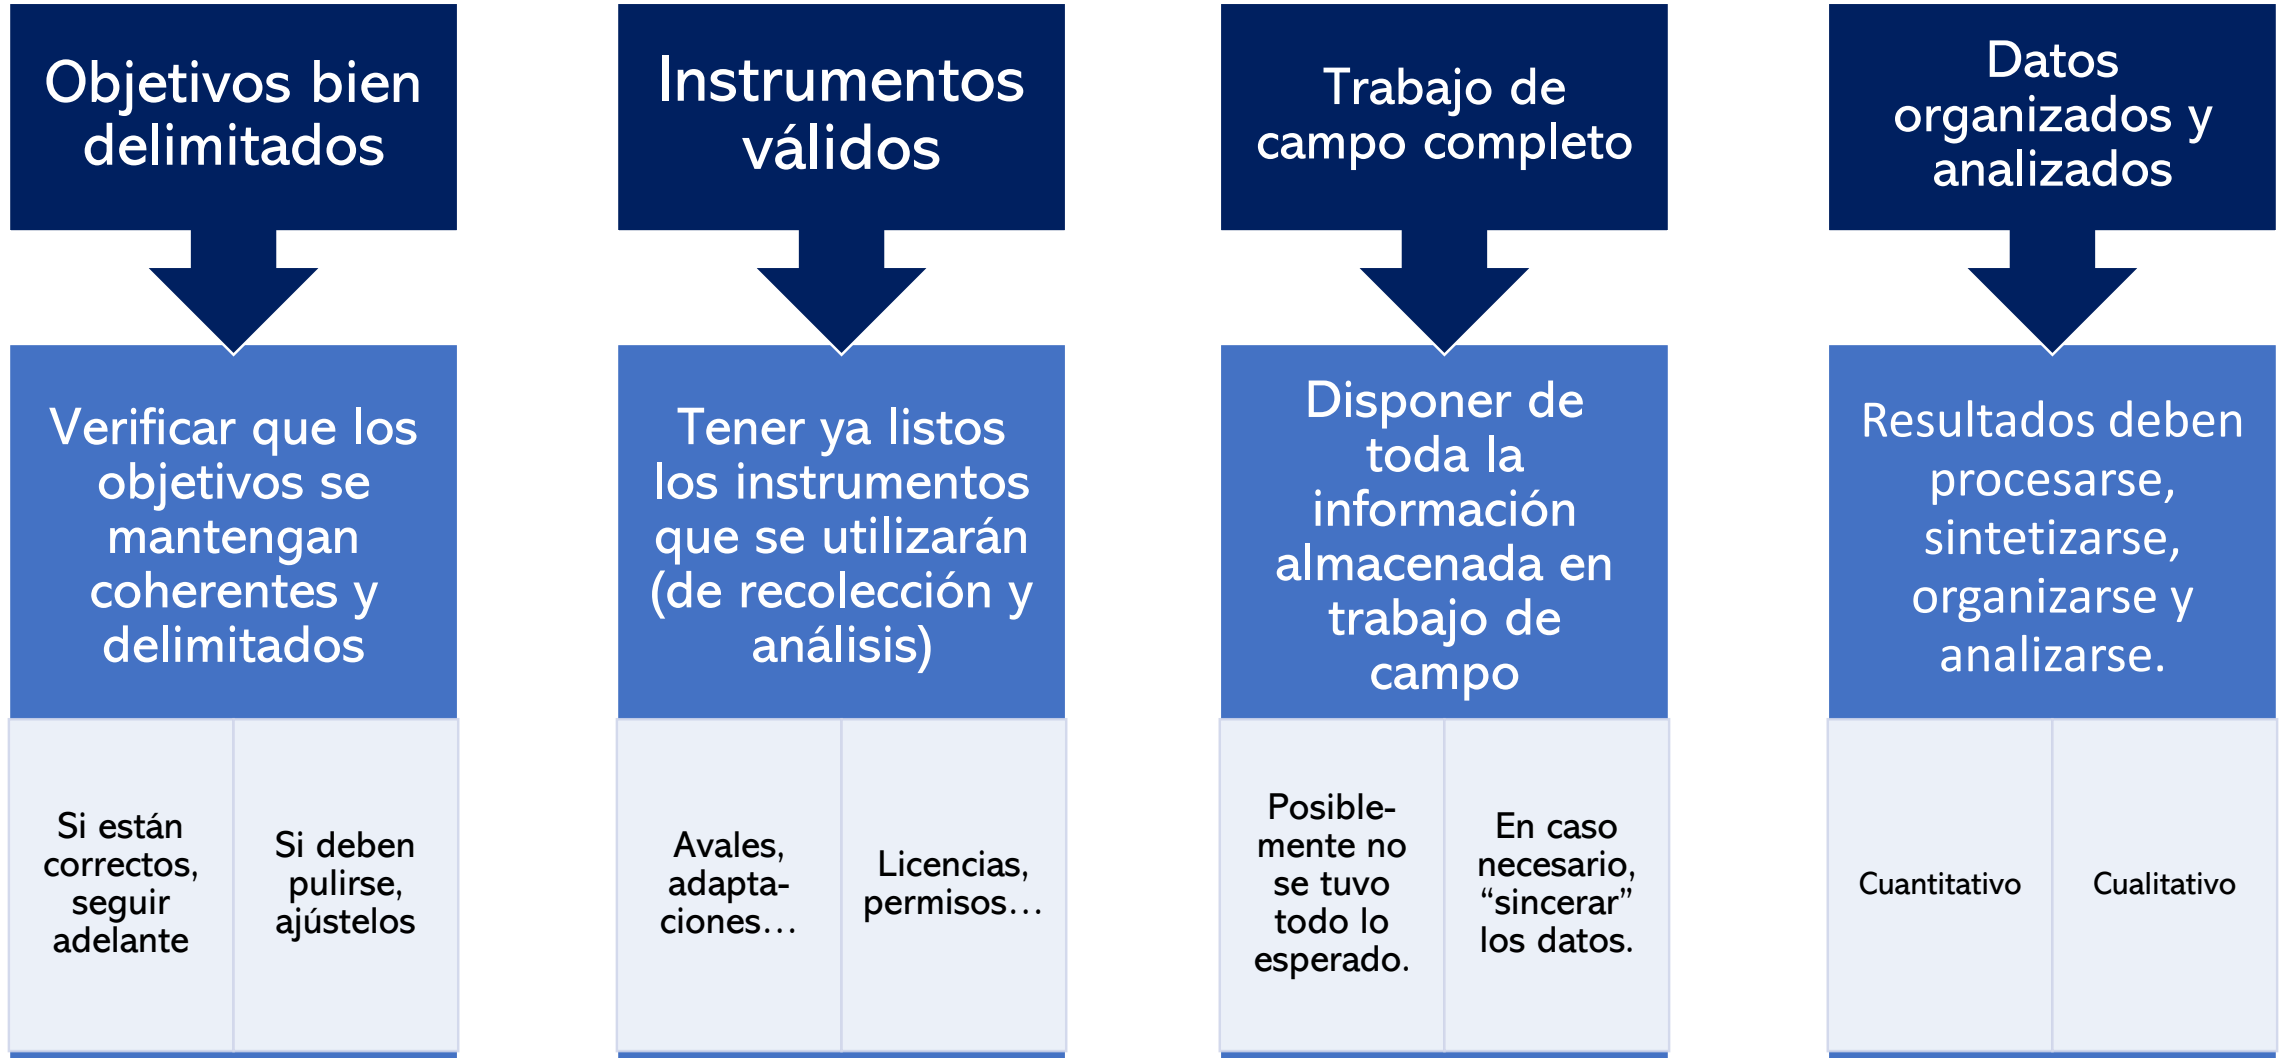 Objetivos bien
delimitados
Verificar que los
objetivos se
mantengan
coherentes y
delimitados
Si están
correctos,
seguir
adelante
Si deben
pulirse,
ajústelos
Instrumentos
válidos
Tener ya listos
los instrumentos
que se utilizarán
(de recolección y
análisis)
Avales,
adapta-
ciones…
Licencias,
permisos…
Trabajo de
campo completo
Disponer de
toda la
información
almacenada en
trabajo de
campo
Posible-
mente no
se tuvo
todo lo
esperado.
En caso
necesario,
“sincerar”
los datos.
Datos
organizados y
analizados
Resultados deben
procesarse,
sintetizarse,
organizarse y
analizarse.
Cuantitativo
Cualitativo